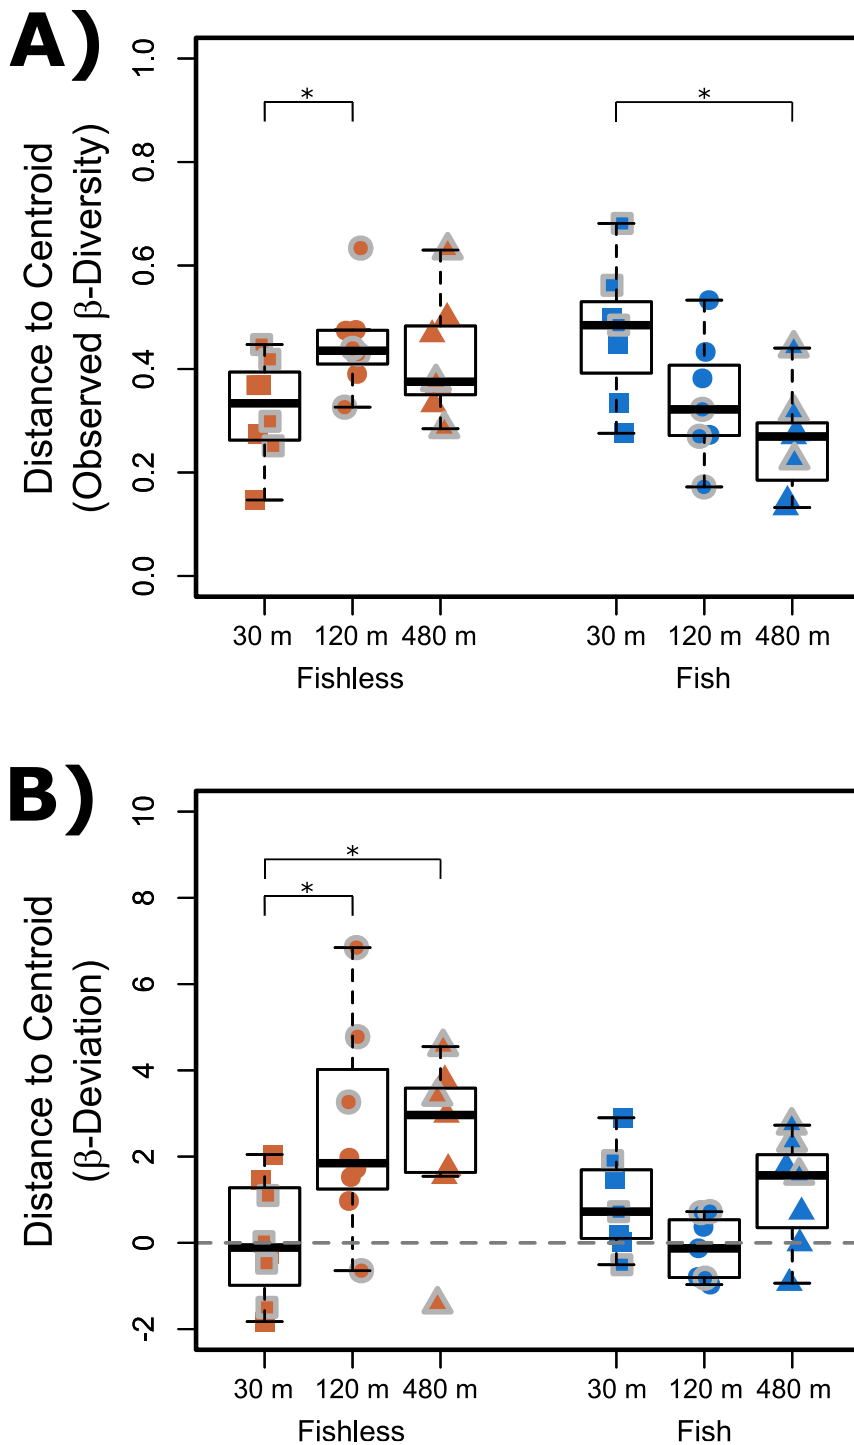 A)
Distance to Centroid
(Observed β-Diversity)
1.0
0.8
0.6
0.4
0.2
0.0
*
*
30 m 120 m 480 m 30 m 120 m 480 m
Fishless Fish
B)
Distance to Centroid
(β-Deviation)
10
8
6
4
2
0
-2
*
*
30 m 120 m 480 m 30 m 120 m 480 m
Fishless Fish